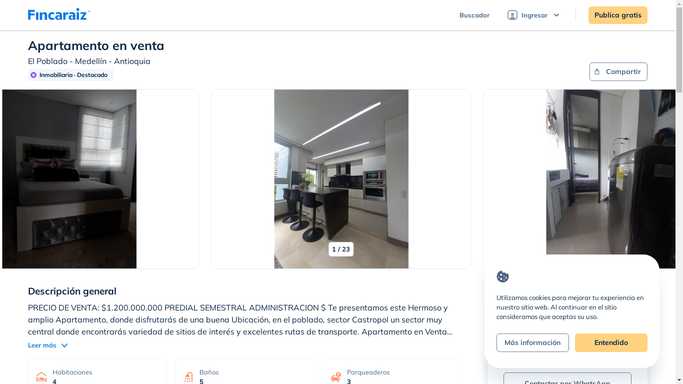 Fincaraiz
Buscador
Ingresar
Publica gratis
Apartamento en venta
El Poblado - Medellín - Antioquia
Inmobiliaria · Destacado
Compartir
1 / 23
Descripción general
PRECIO DE VENTA: $1.200.000.000 PREDIAL SEMESTRAL ADMINISTRACION $ Te presentamos este Hermoso y
amplio Apartamento, donde disfrutarás de una buena Ubicación, en el poblado, sector Castropol un sector muy
central donde encontrarás variedad de sitios de interés y excelentes rutas de transporte. Apartamento en Venta...
Leer más
Habitaciones
4
Baños
5
Parqueaderos
3
Utilizamos cookies para mejorar tu experiencia en
nuestro sitio web. Al continuar en el sitio
consideramos que aceptas su uso.
Más información
Entendido
Contactar por WhatsApp